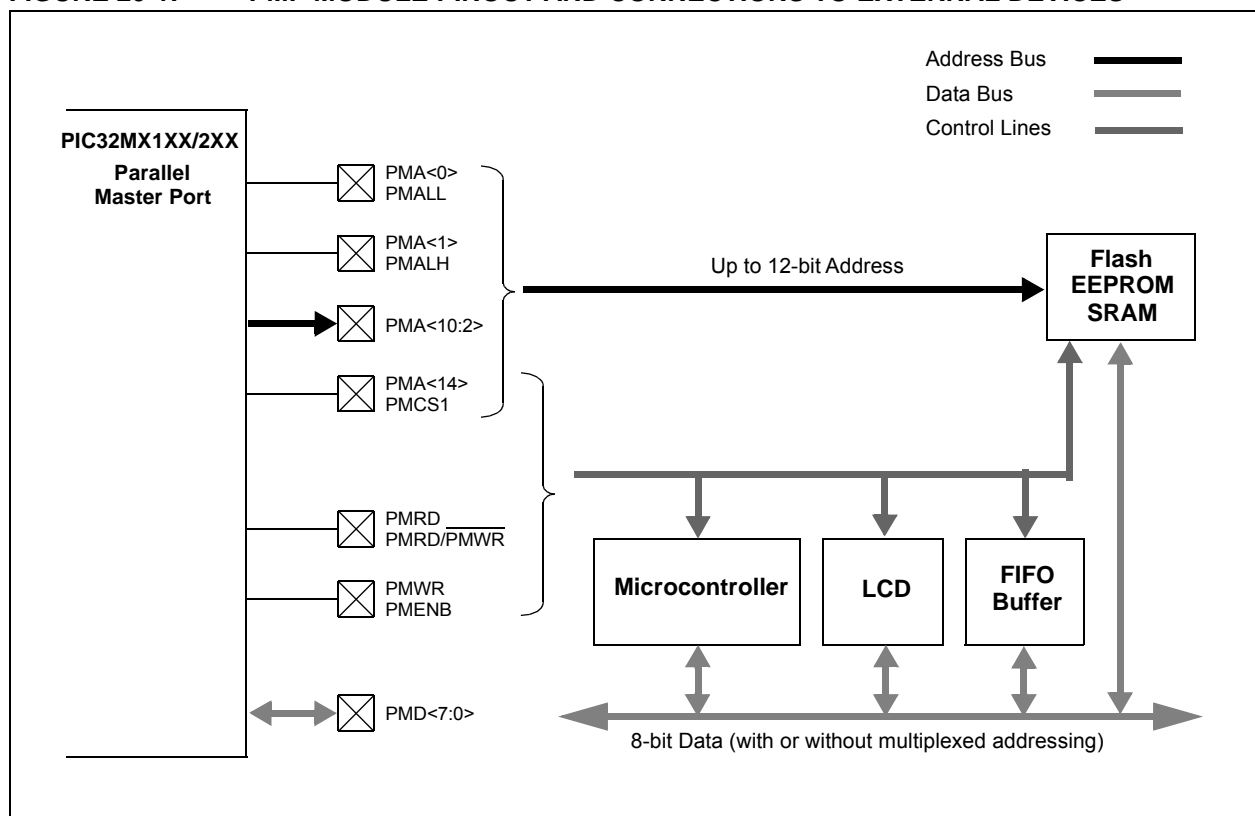 Address Bus
Data Bus
Control Lines
PIC32MX1XX/2XX
Parallel
Master Port
PMA<0>
PMALL
PMA<1>
PMALH
PMA<10:2>
PMA<14>
PMCS1
PMRD
PMRD/PMWR
PMWR
PMENB
PMD<7:0>
Up to 12-bit Address
Flash
EEPROM
SRAM
Microcontroller
LCD
FIFO
Buffer
8-bit Data (with or without multiplexed addressing)